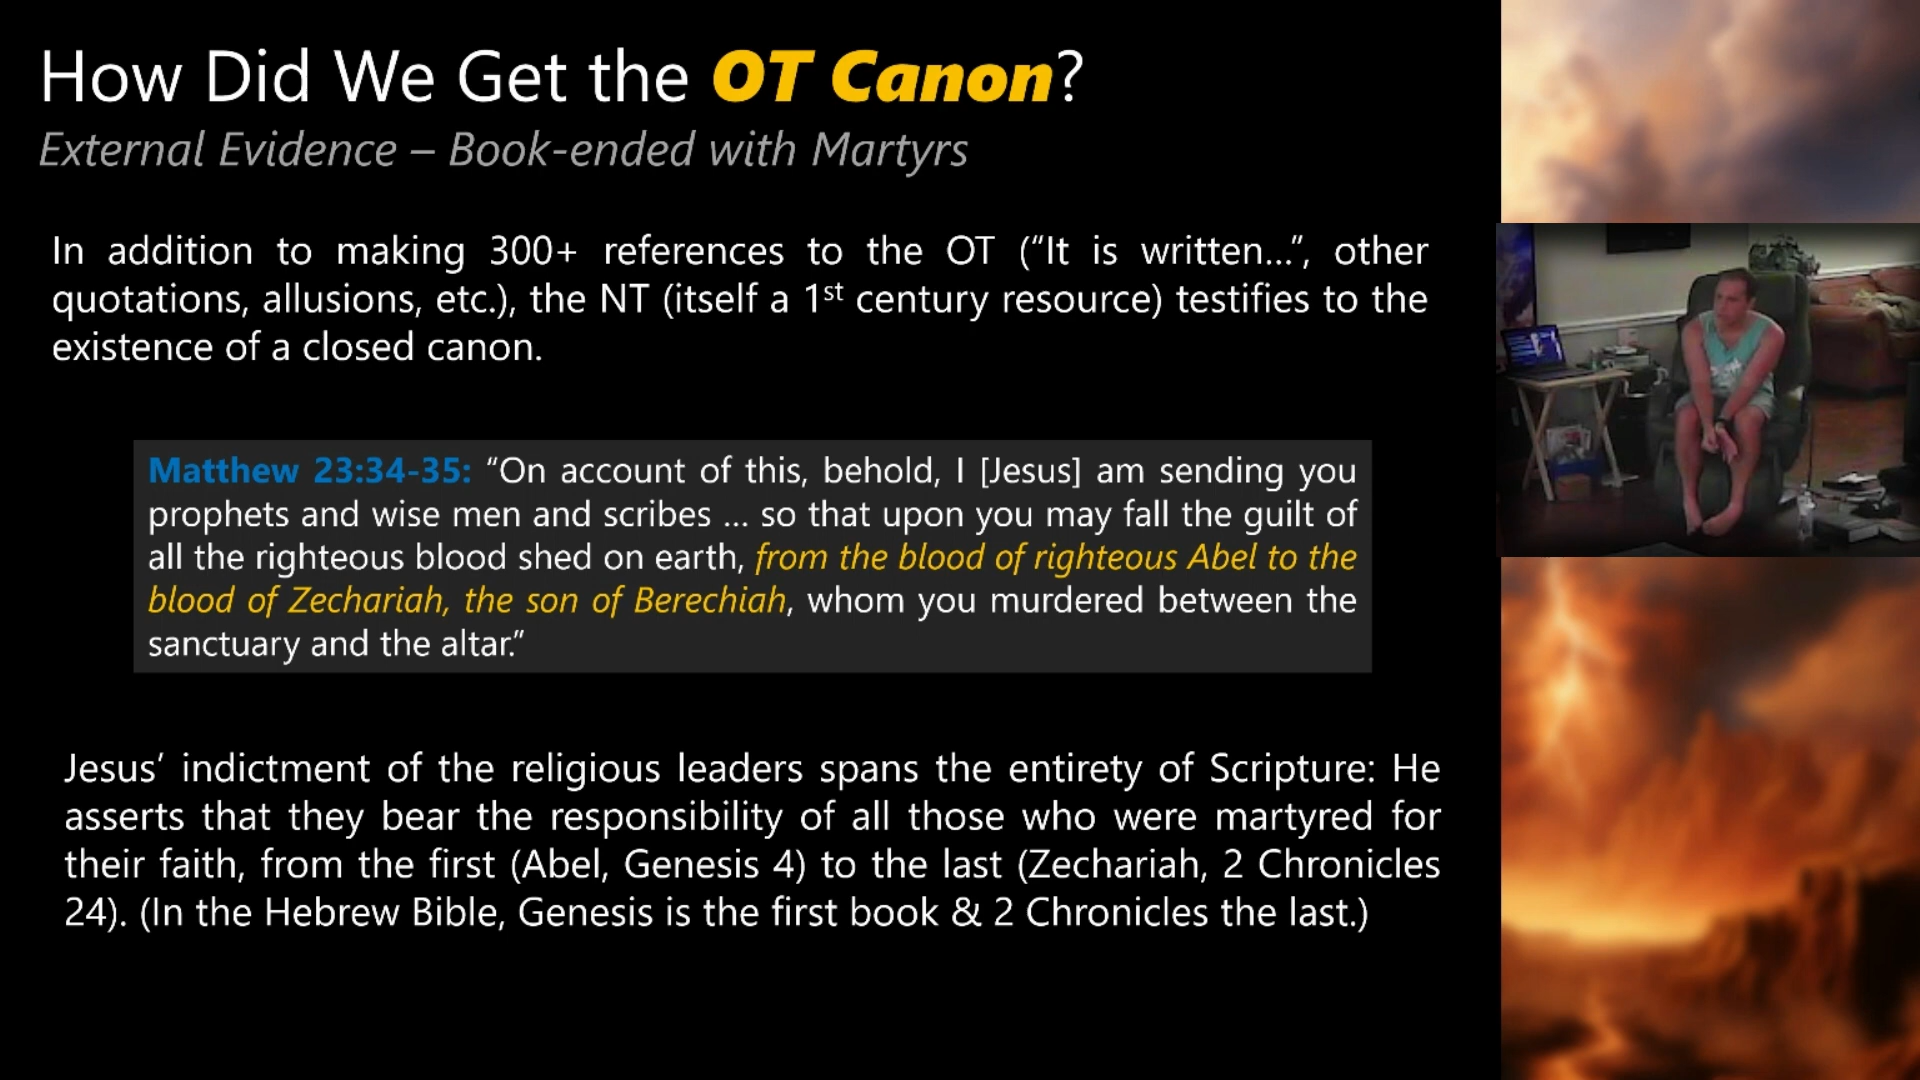 How Did We Get the OT Canon?
External Evidence – Book-ended with Martyrs
In addition to making 300+ references to the OT (“It is written…”, other
quotations, allusions, etc.), the NT (itself a 1st century resource) testifies to the
existence of a closed canon.
Matthew 23:34-35: “On account of this, behold, I [Jesus] am sending you
prophets and wise men and scribes … so that upon you may fall the guilt of
all the righteous blood shed on earth, from the blood of righteous Abel to the
blood of Zechariah, the son of Berechiah, whom you murdered between the
sanctuary and the altar.”
Jesus’ indictment of the religious leaders spans the entirety of Scripture: He
asserts that they bear the responsibility of all those who were martyred for
their faith, from the first (Abel, Genesis 4) to the last (Zechariah, 2 Chronicles
24). (In the Hebrew Bible, Genesis is the first book & 2 Chronicles the last.)